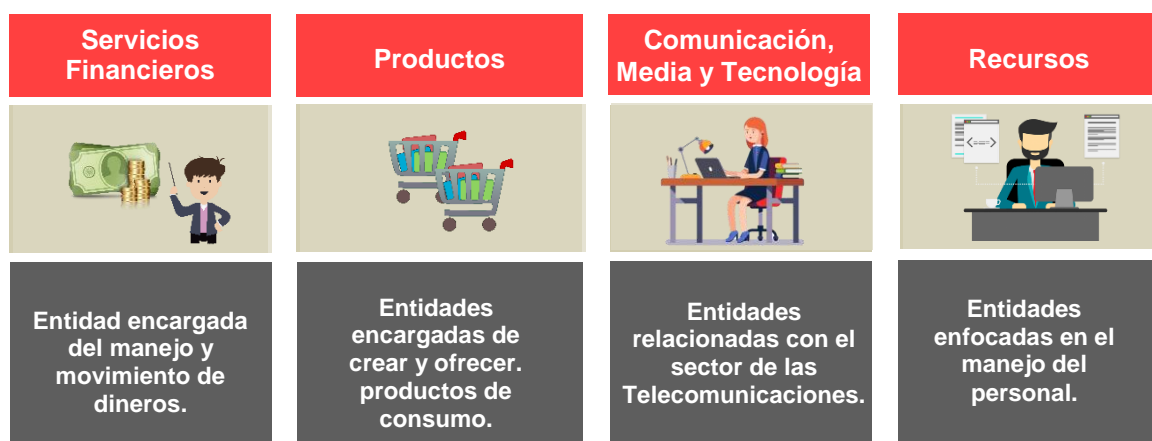 Servicios
Financieros
Productos
Comunicación,
Media y Tecnología
Recursos
Entidad encargada
del manejo y
movimiento de
dineros.
Entidades
encargadas de
crear y ofrecer.
productos de
consumo.
Entidades
relacionadas con el
sector de las
Telecomunicaciones.
Entidades
enfocadas en el
manejo del
personal.